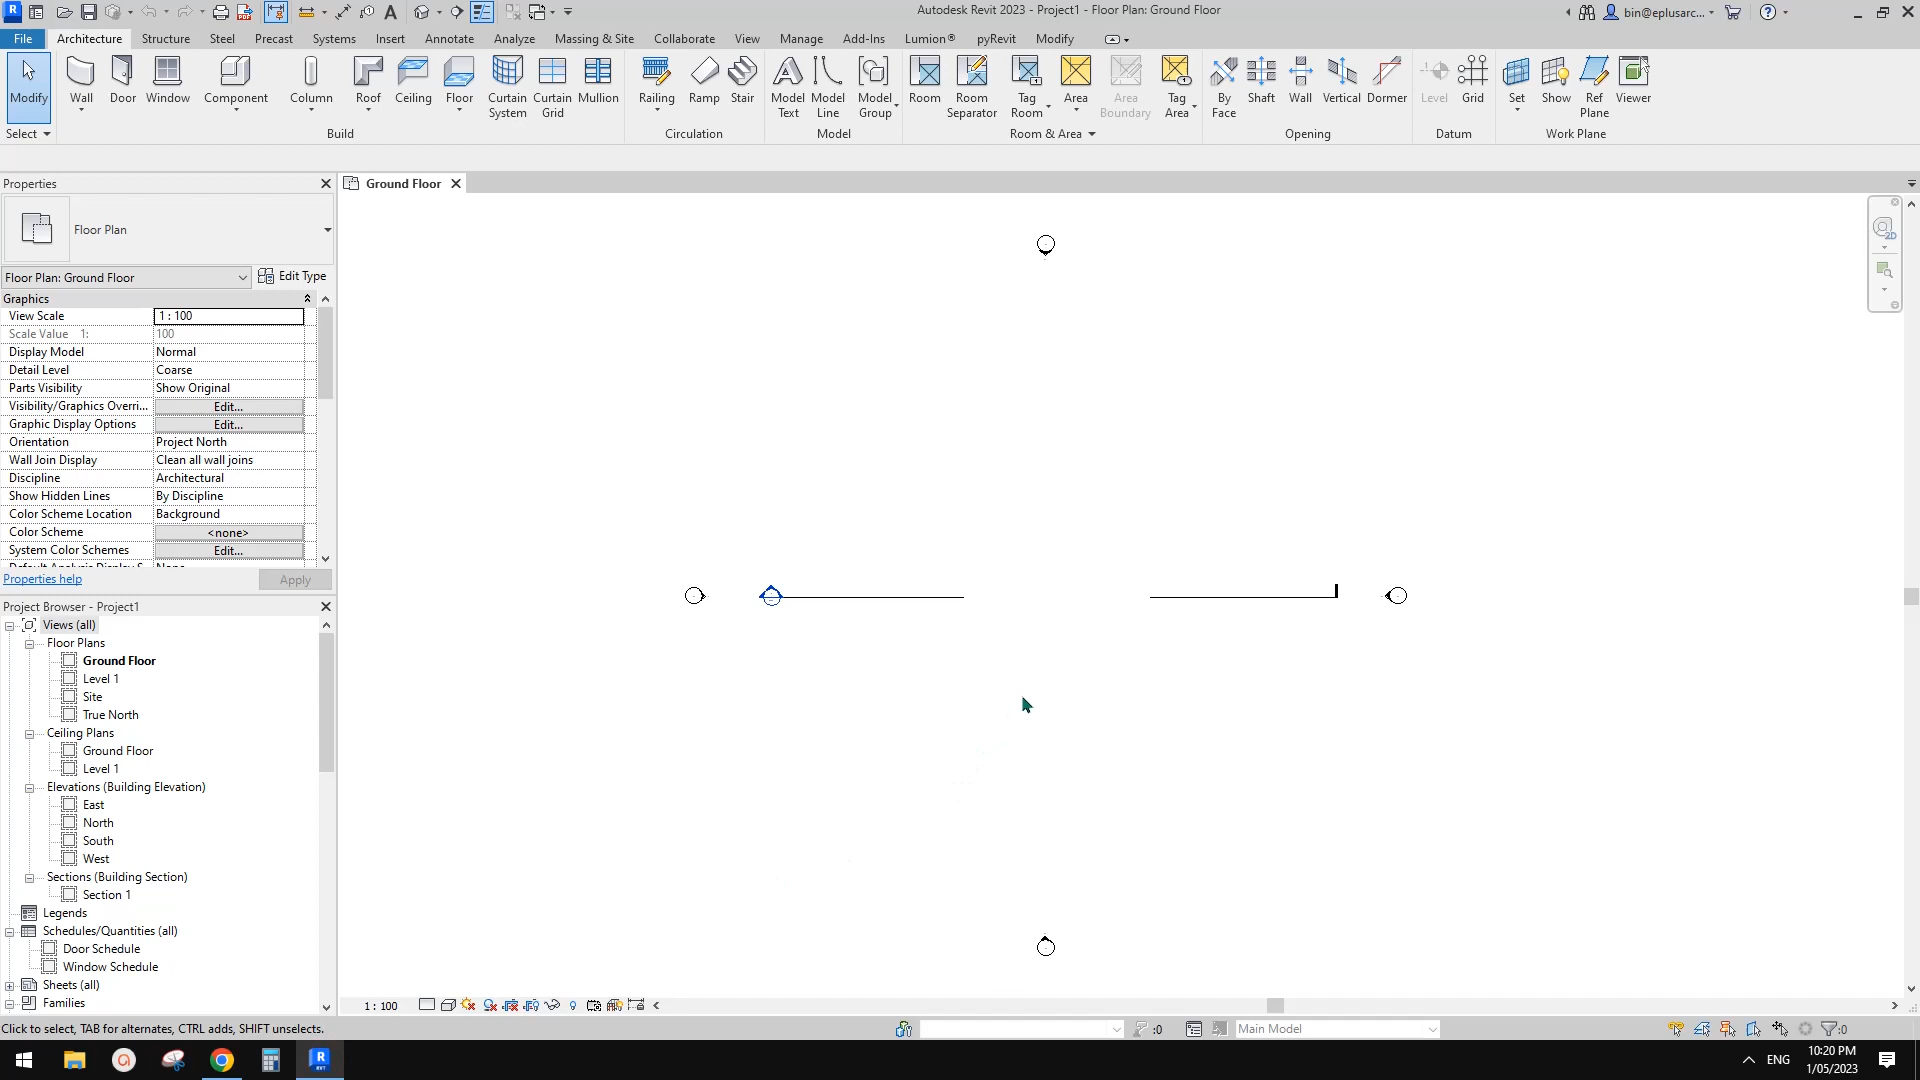 Autodesk Revit 2023 - Project1 - Floor Plan: Ground Floor
bin@eplusarc...
File Architecture Structure Steel Precast Systems Insert Annotate Analyze Massing & Site Collaborate View Manage Add-Ins Lumion® pyRevit Modify
Modify Wall Door Window Component Column Roof Ceiling Floor Curtain System Curtain Grid Mullion Railing Ramp Stair Model Text Model Line Model Group Room Room Separator Tag Room Area Area Boundary Tag Area By Face Shaft Wall Vertical Dormer Level Grid Set Show Ref Plane Viewer
Select Build Circulation Model Room & Area Opening Datum Work Plane
Properties
Ground Floor
Floor Plan
Floor Plan: Ground Floor Edit Type
Graphics
View Scale 1 : 100
Scale Value 1: 100
Display Model Normal
Detail Level Coarse
Parts Visibility Show Original
Visibility/Graphics Overri... Edit...
Graphic Display Options Edit...
Orientation Project North
Wall Join Display Clean all wall joins
Discipline Architectural
Show Hidden Lines By Discipline
Color Scheme Location Background
Color Scheme <none>
System Color Schemes Edit...
Properties help Apply
Project Browser - Project1
Views (all)
Floor Plans
Ground Floor
Level 1
Site
True North
Ceiling Plans
Ground Floor
Level 1
Elevations (Building Elevation)
East
North
South
West
Sections (Building Section)
Section 1
Legends
Schedules/Quantities (all)
Door Schedule
Window Schedule
Sheets (all)
Families
1 : 100
Click to select, TAB for alternates, CTRL adds, SHIFT unselects.
:0
Main Model
:0
ENG
10:20 PM
1/05/2023